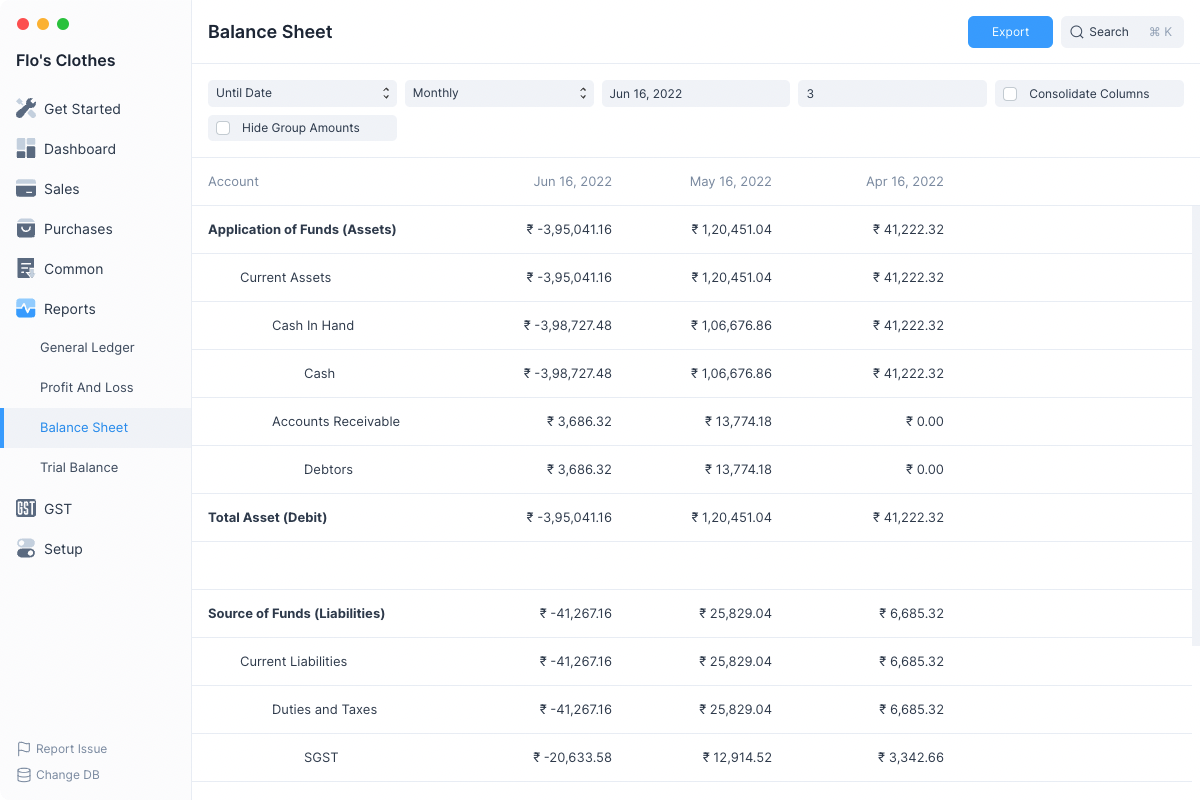 Flo's Clothes
Get Started
Dashboard
Sales
Purchases
Common
Reports
General Ledger
Profit And Loss
Balance Sheet
Trial Balance
GST GST
Setup
Report Issue
Change DB
Balance Sheet Export Search ⌘ K
Until Date Monthly Jun 16, 2022 3 Consolidate Columns
Hide Group Amounts
Account Jun 16, 2022 May 16, 2022 Apr 16, 2022
Application of Funds (Assets) ₹ -3,95,041.16 ₹ 1,20,451.04 ₹ 41,222.32
Current Assets ₹ -3,95,041.16 ₹ 1,20,451.04 ₹ 41,222.32
Cash In Hand ₹ -3,98,727.48 ₹ 1,06,676.86 ₹ 41,222.32
Cash ₹ -3,98,727.48 ₹ 1,06,676.86 ₹ 41,222.32
Accounts Receivable ₹ 3,686.32 ₹ 13,774.18 ₹ 0.00
Debtors ₹ 3,686.32 ₹ 13,774.18 ₹ 0.00
Total Asset (Debit) ₹ -3,95,041.16 ₹ 1,20,451.04 ₹ 41,222.32
Source of Funds (Liabilities) ₹ -41,267.16 ₹ 25,829.04 ₹ 6,685.32
Current Liabilities ₹ -41,267.16 ₹ 25,829.04 ₹ 6,685.32
Duties and Taxes ₹ -41,267.16 ₹ 25,829.04 ₹ 6,685.32
SGST ₹ -20,633.58 ₹ 12,914.52 ₹ 3,342.66